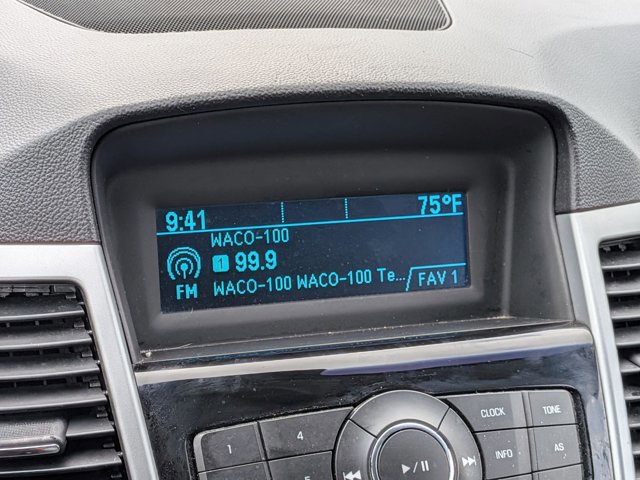 9:41 75°F
WACO-100
1 99.9
FM WACO-100 WACO-100 Te... FAV 1
CLOCK TONE
1 4
INFO AS
5